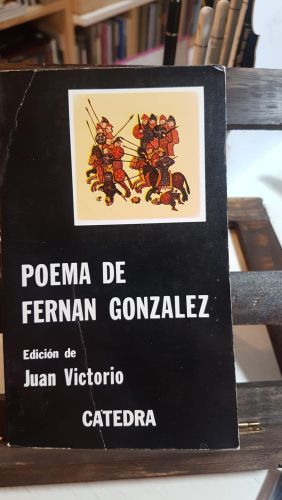 POEMA DE
FERNAN GONZALEZ
Edición de
Juan Victorio
CATEDRA